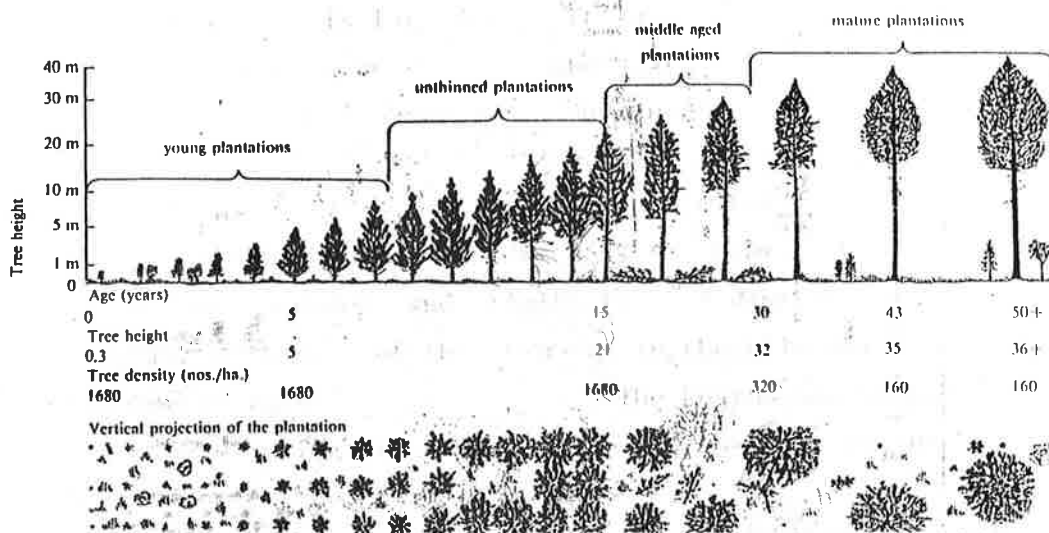 mature plantations
middle aged
plantations
unthinned plantations
young plantations
40 m
30 m
20 m
10 m
5 m
1 m
0
Tree height
Age (years)
0 5 15 30 43 50+
Tree height
0.3 5 21 32 35 36+
Tree density (nos./ha.)
1680 1680 1680 320 160 160
Vertical projection of the plantation